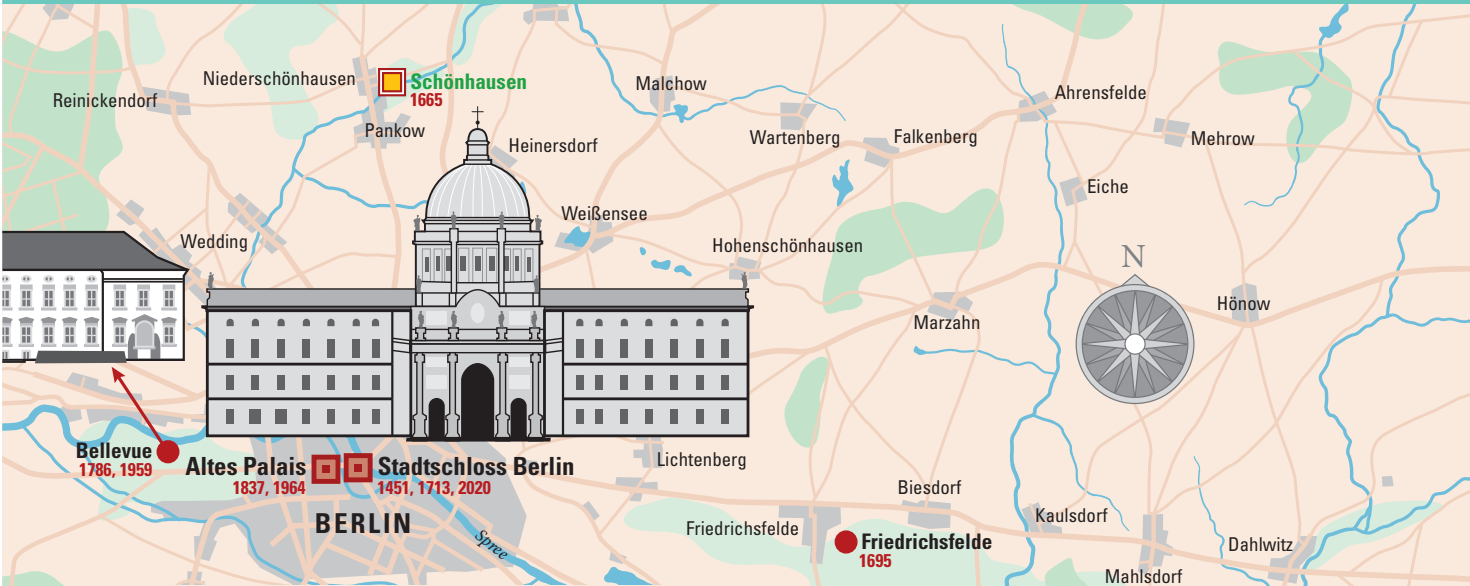 Niederschönhausen
Schönhausen
1665
Reinickendorf
Pankow
Heinersdorf
Malchow
Wartenberg
Falkenberg
Ahrensfelde
Mehrow
Eiche
Wedding
Weißensee
Hohenschönhausen
N
Marzahn
Hönow
Bellevue
1786, 1959
Altes Palais
1837, 1964
Stadtschloss Berlin
1451, 1713, 2020
BERLIN
Spree
Lichtenberg
Friedrichsfelde
Biesdorf
Friedrichsfelde
1695
Kaulsdorf
Mahlsdorf
Dahlwitz